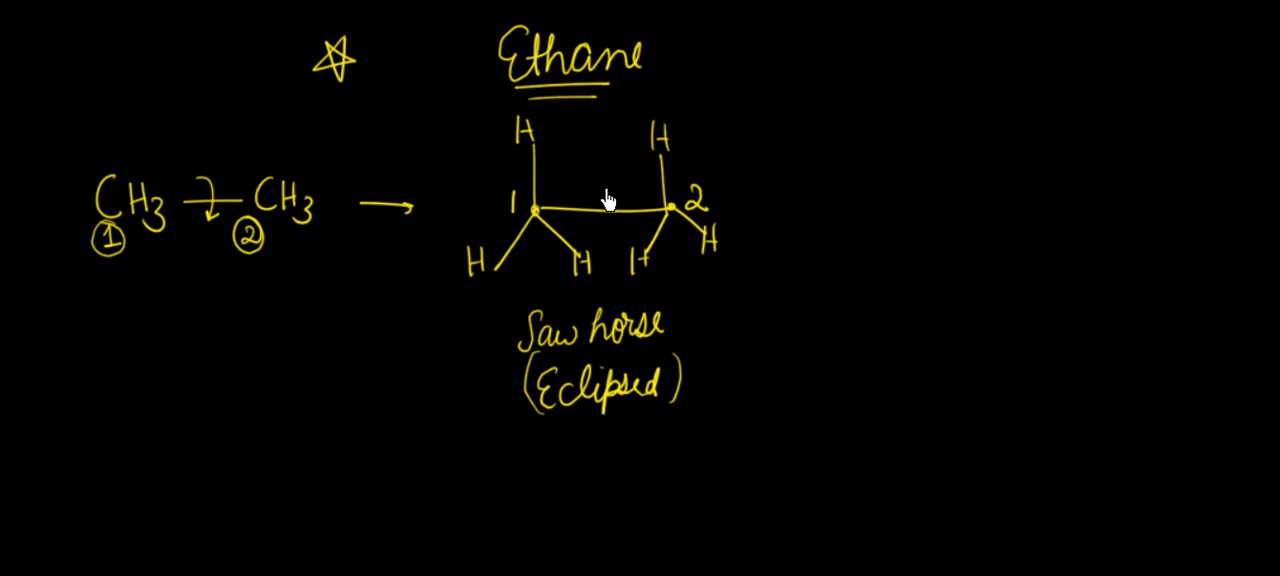 Ethane
H H
CH3 — CH3 →
① ②
1 2
H H H H
Saw horse
(Eclipsed)